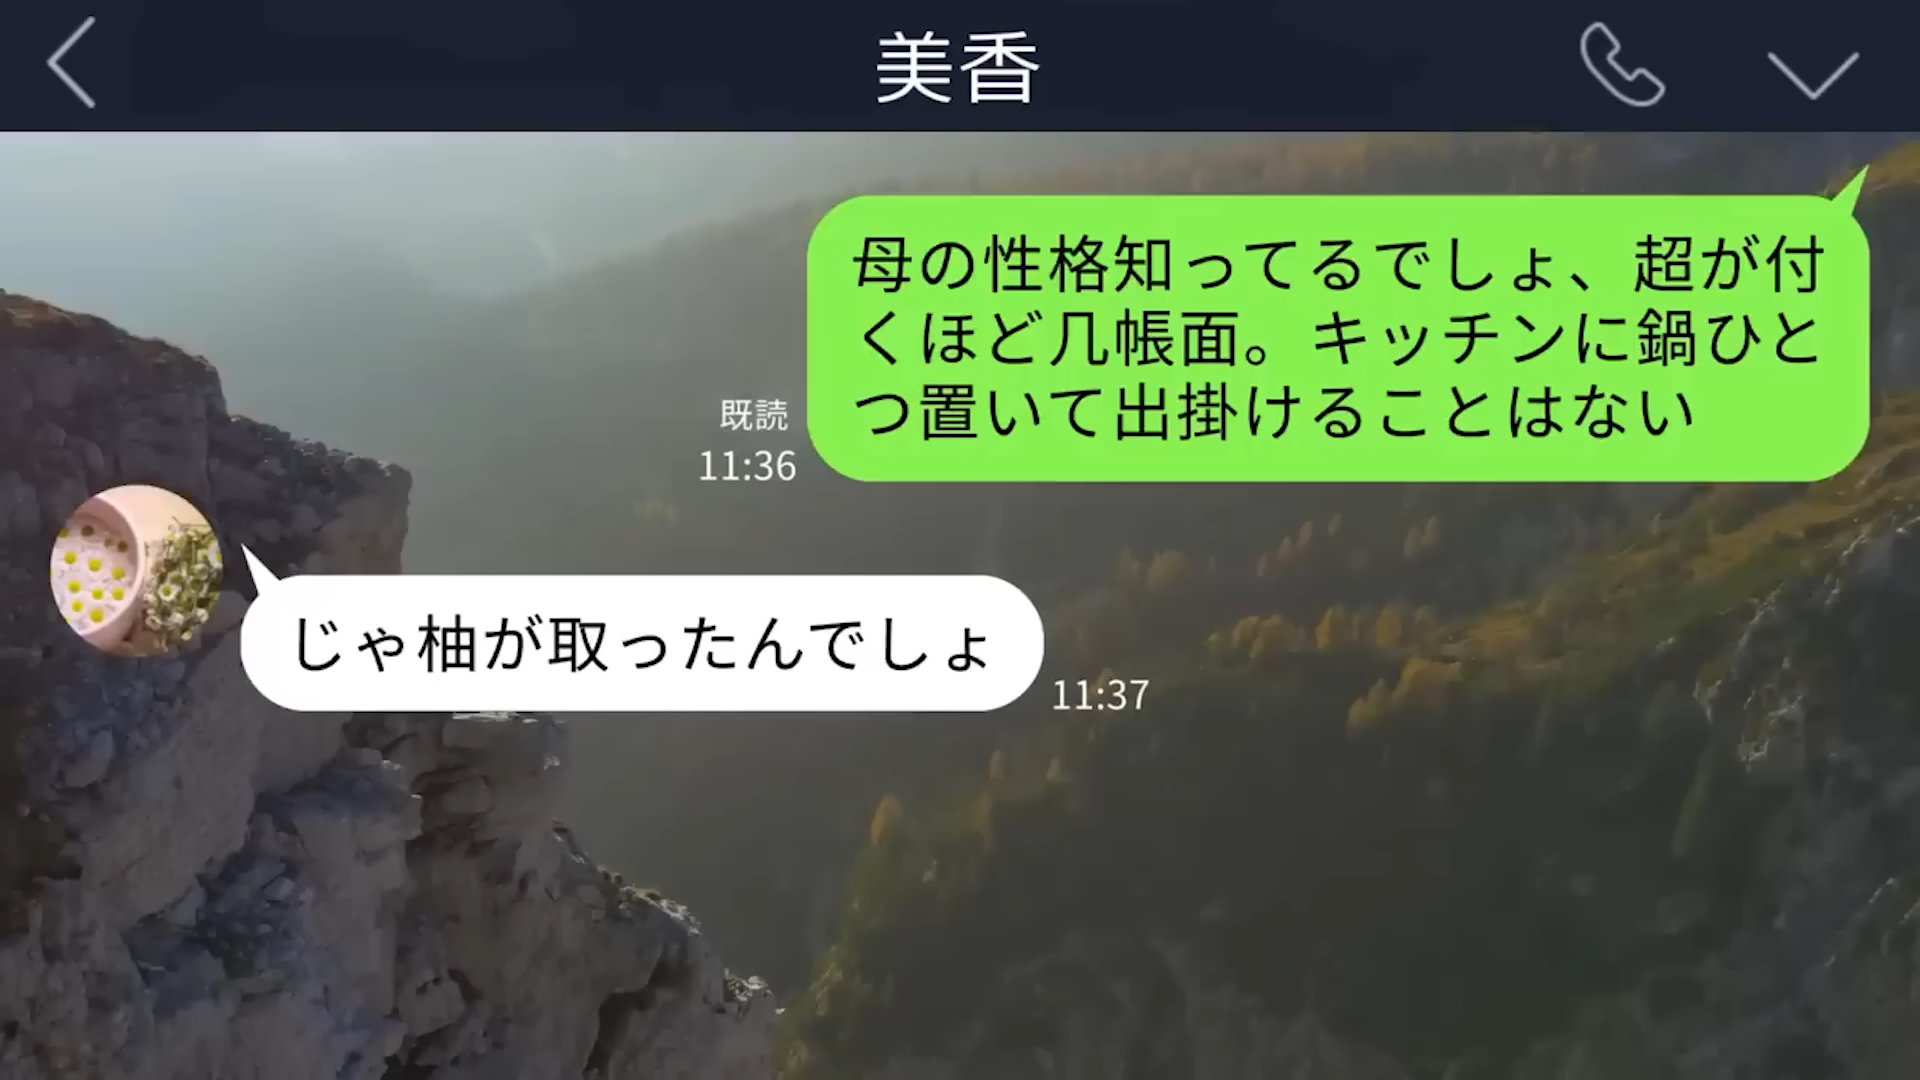 美香
母の性格知ってるでしょ、超が付
くほど几帳面。キッチンに鍋ひと
つ置いて出掛けることはない
既読
11:36
じゃ柚が取ったんでしょ
11:37